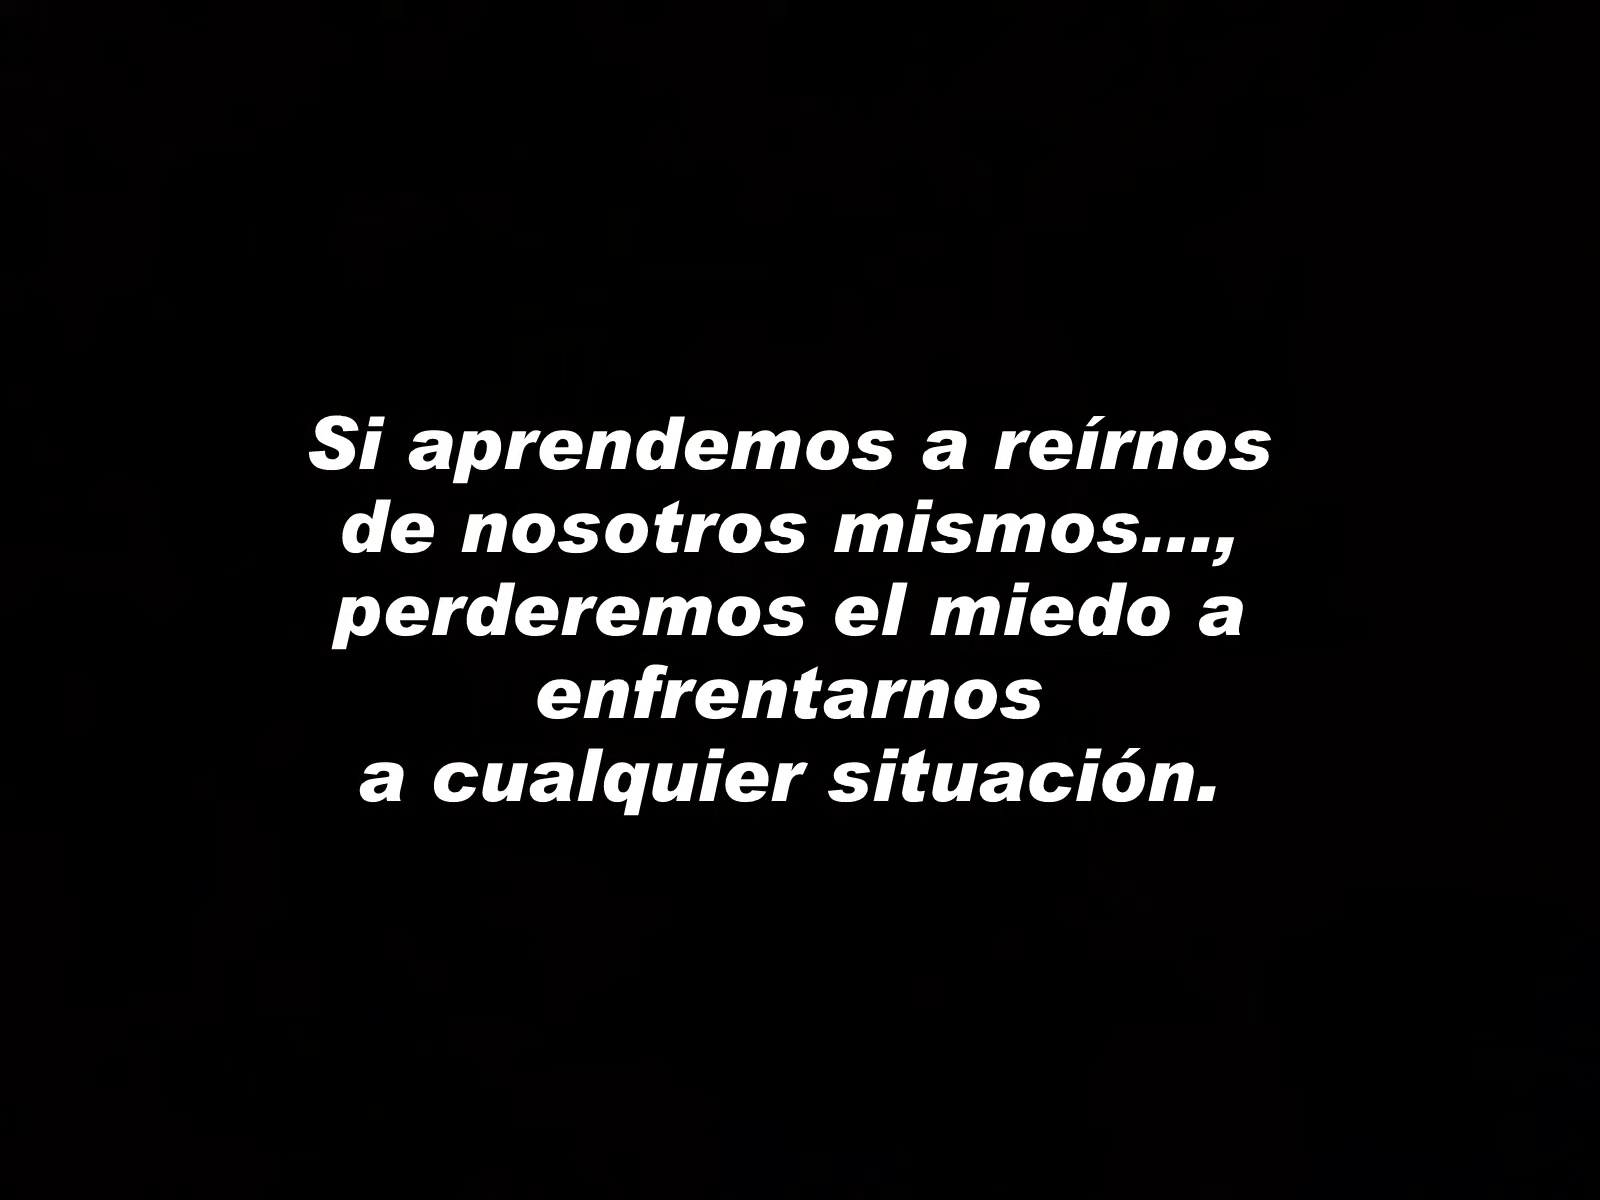 Si aprendemos a reírnos
de nosotros mismos...,
perderemos el miedo a
enfrentarnos
a cualquier situación.